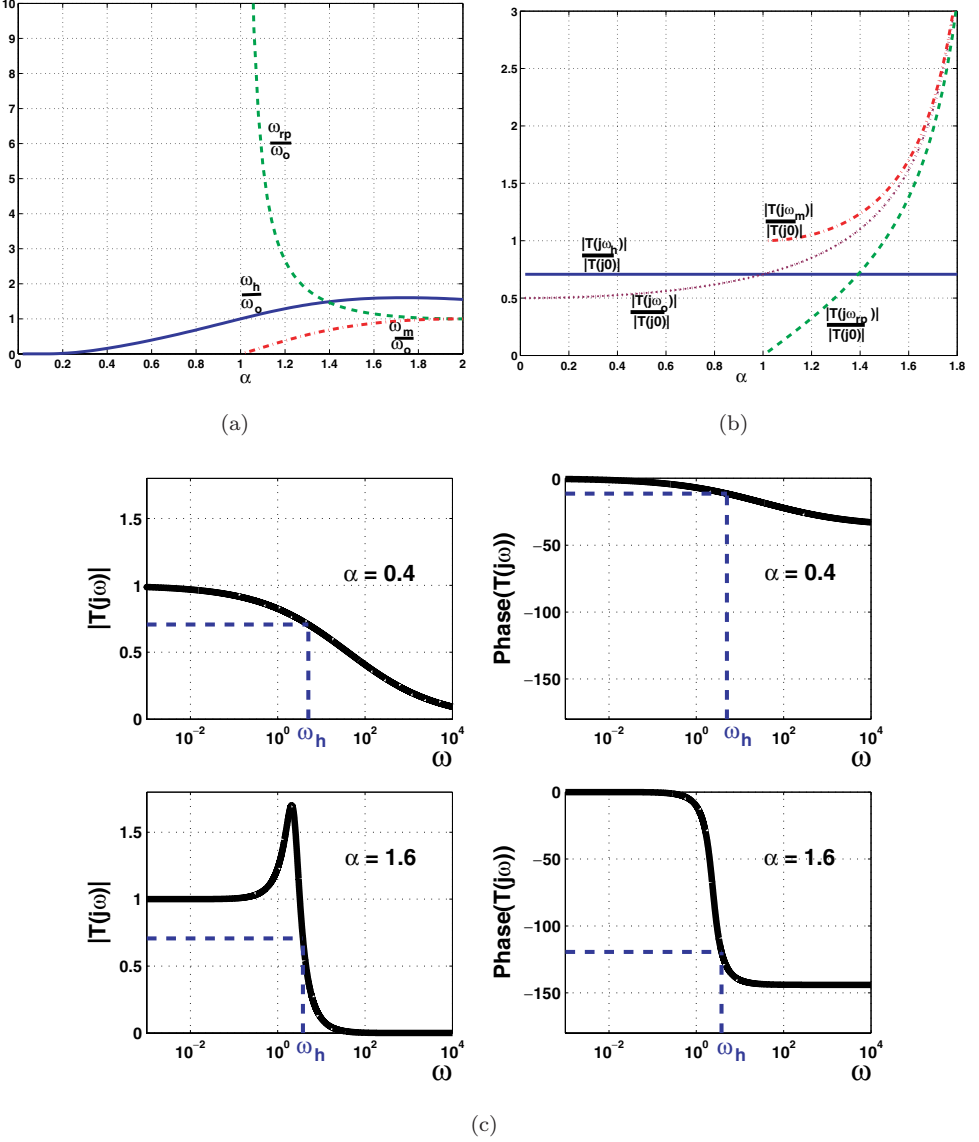 10
9
8
7
6
5
4
3
2
1
0
0 0.2 0.4 0.6 0.8 1.0 1.2 1.4 1.6 1.8 2
α
ω_rp
ω_o
ω_h
ω_o
ω_m
ω_o
(a)
3
2.5
2
1.5
1
0.5
0
0 0.2 0.4 0.6 0.8 1 1.2 1.4 1.6 1.8
α
|T(jω_m)|
|T(j0)|
|T(jω_h)|
|T(j0)|
|T(jω_o)|
|T(j0)|
|T(jω_rp)|
|T(j0)|
(b)
|T(jω)|
1.5
1
0.5
0
α = 0.4
10^−2 10^0 10^2 10^4
ω_h
ω
Phase(T(jω))
0
−50
−100
−150
α = 0.4
10^−2 10^0 10^2 10^4
ω_h
ω
|T(jω)|
1.5
1
0.5
0
α = 1.6
10^−2 10^0 10^2 10^4
ω_h
ω
Phase(T(jω))
0
−50
−100
−150
α = 1.6
10^−2 10^0 10^2 10^4
ω_h
ω
(c)